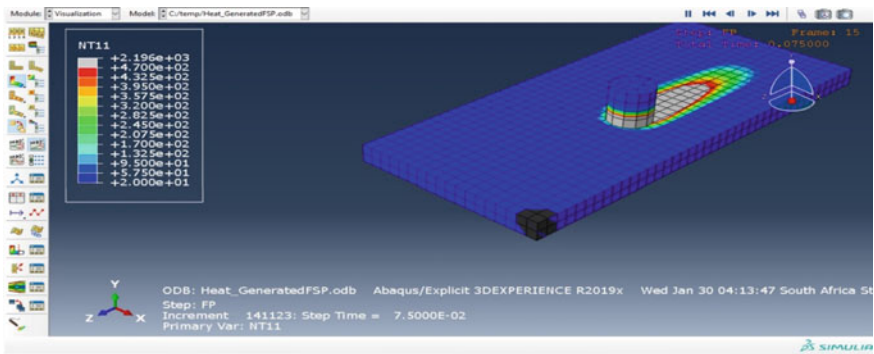 Module: Visualization Model: C:/temp/Heat_GeneratedFSP.odb
Step: FP Frame: 15
Total Time: 0.075000
NT11
+2.196e+03
+4.700e+02
+4.325e+02
+3.950e+02
+3.575e+02
+3.200e+02
+2.825e+02
+2.450e+02
+2.075e+02
+1.700e+02
+1.325e+02
+9.500e+01
+5.750e+01
+2.000e+01
Y
Z X
ODB: Heat_GeneratedFSP.odb Abaqus/Explicit 3DEXPERIENCE R2019x Wed Jan 30 04:13:47 South Africa St
Step: FP
Increment 141123: Step Time = 7.5000E-02
Primary Var: NT11
SIMULIA